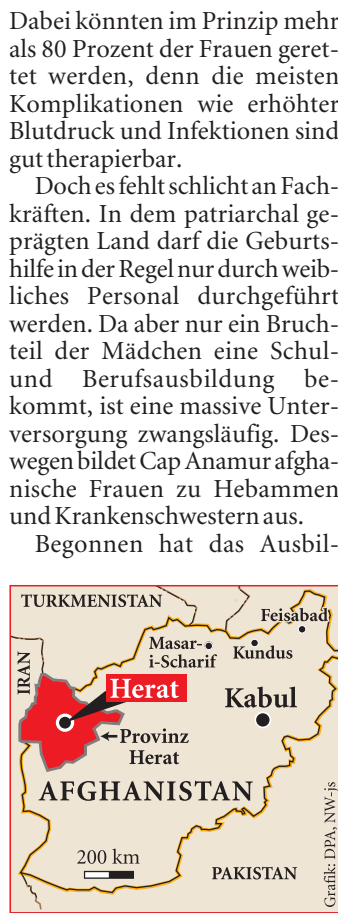 Dabei könnten im Prinzip mehr
als 80 Prozent der Frauen geret-
tet werden, denn die meisten
Komplikationen wie erhöhter
Blutdruck und Infektionen sind
gut therapierbar.
Doch es fehlt schlicht an Fach-
kräften. In dem patriarchal ge-
prägten Land darf die Geburts-
hilfe in der Regel nur durch weib-
liches Personal durchgeführt
werden. Da aber nur ein Bruch-
teil der Mädchen eine Schul-
und Berufsausbildung be-
kommt, ist eine massive Unter-
versorgung zwangsläufig. Des-
wegen bildet Cap Anamur afgha-
nische Frauen zu Hebammen
und Krankenschwestern aus.
Begonnen hat das Ausbil-
TURKMENISTAN
Feisabad
Masar-
i-Scharif
Kundus
IRAN
Herat
Kabul
Provinz
Herat
AFGHANISTAN
200 km
PAKISTAN
Grafik: DPA, NW-js